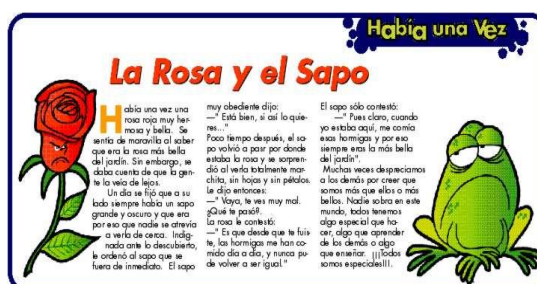 Había una Vez
La Rosa y el Sapo
Había una vez una
rosa roja muy her-
mosa y bella. Se
sentía de maravilla al saber
que era la rosa más bella
del jardín. Sin embargo, se
daba cuenta de que la gen-
te la veía de lejos.
Un día se fijó que a su
lado siempre había un sapo
grande y oscuro y que era
por eso que nadie se atrevía
a verla de cerca. Indig-
nada ante lo descubierto,
le ordenó al sapo que se
fuera de inmediato. El sapo
muy obediente dijo:
—" Está bien, si así lo quie-
res..."
Poco tiempo después, el sa-
po volvió a pasr por donde
estaba la rosa y se sorpren-
dió al verla totalmente mar-
chita, sin hojas y sin pétalos.
Le dijo entonces:
—" Vaya, te ves muy mal.
¿Qué te pasó?.
La rosa le contestó:
—" Es que desde que te fuis-
te, las hormigas me han co-
mido día a día, y nunca pu-
de volver a ser igual."
El sapo sólo contestó:
—" Pues claro, cuando
yo estaba aquí, me comía
esas hormigas y por eso
siempre eras la más bella
del jardín".
Muchas veces despreciamos
a los demás por creer que
somos más que ellos o más
bellos. Nadie sobra en este
mundo, todos tenemos
algo especial que ha-
cer, algo que aprender
de los demás o algo
que enseñar. ¡¡¡Todos
somos especiales!!!.